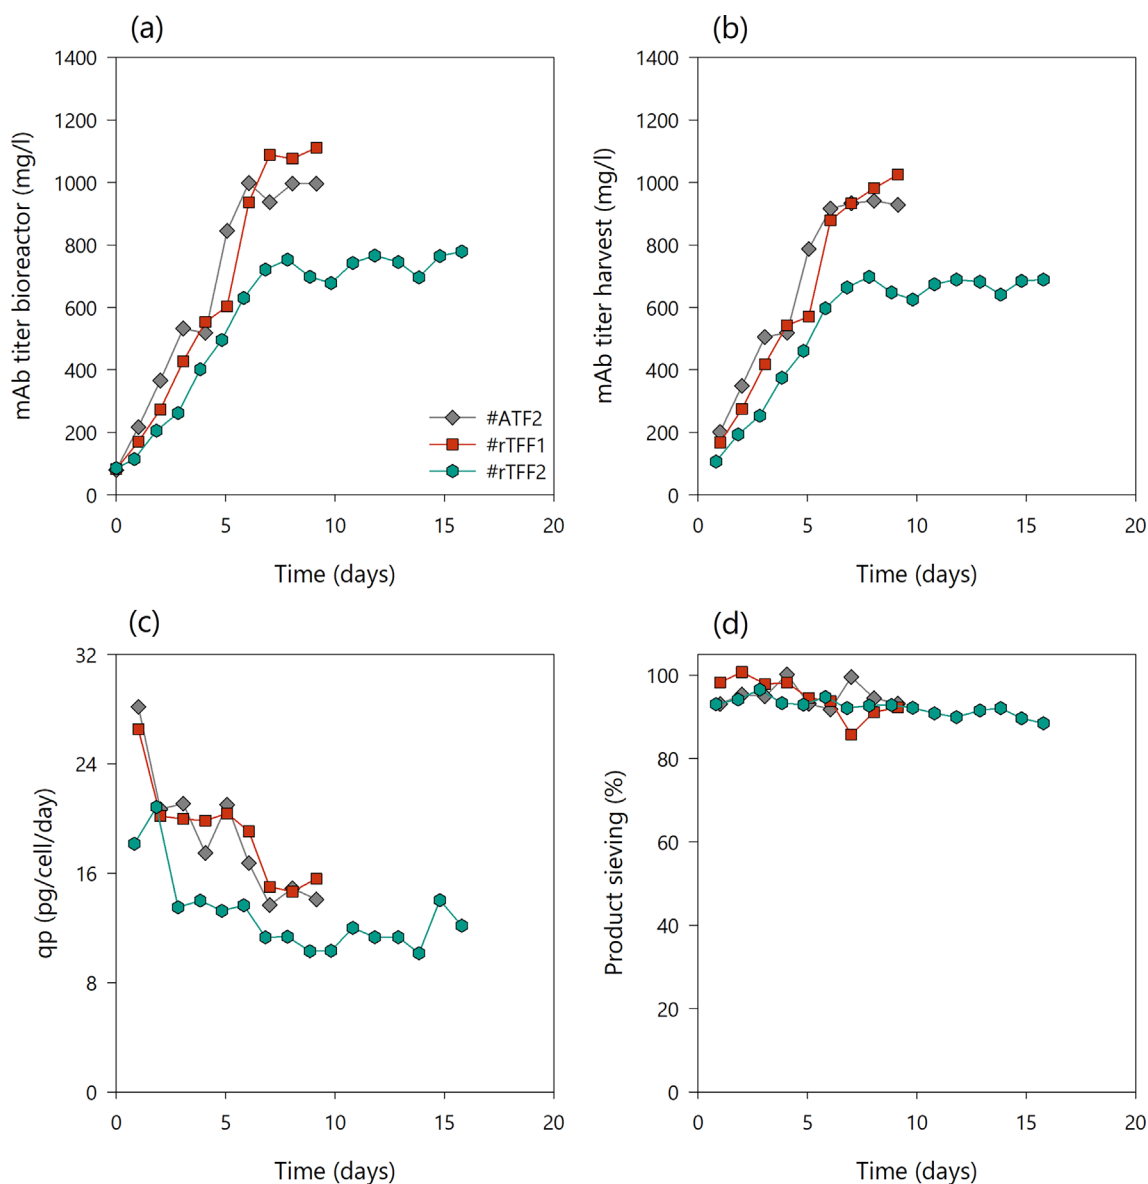 (a)
mAb titer bioreactor (mg/l)
1400
1200
1000
800
600
400
200
0
0 5 10 15 20
Time (days)
#ATF2
#rTFF1
#rTFF2
(b)
mAb titer harvest (mg/l)
1400
1200
1000
800
600
400
200
0
0 5 10 15 20
Time (days)
(c)
qp (pg/cell/day)
32
24
16
8
0
0 5 10 15 20
Time (days)
(d)
Product sieving (%)
100
80
60
40
20
0
0 5 10 15 20
Time (days)